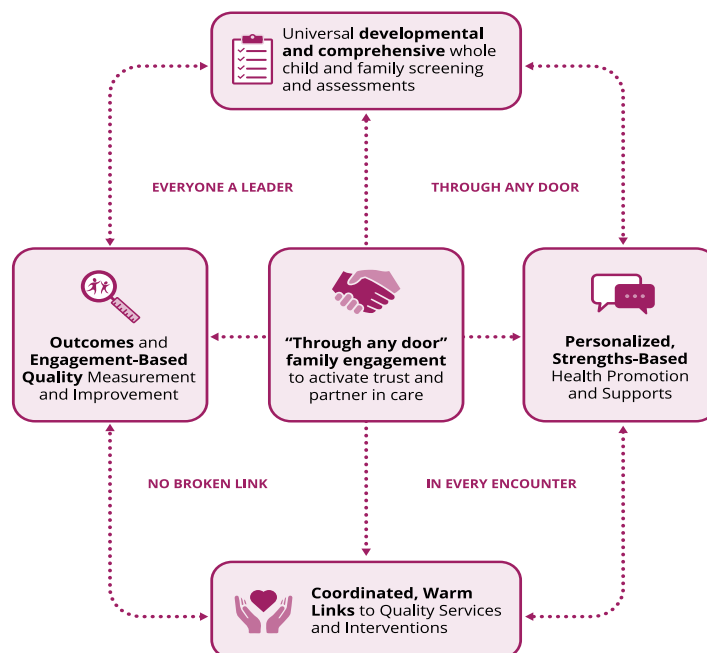 Universal developmental
and comprehensive whole
child and family screening
and assessments
EVERYONE A LEADER
THROUGH ANY DOOR
Outcomes and
Engagement-Based
Quality Measurement
and Improvement
“Through any door”
family engagement
to activate trust and
partner in care
Personalized,
Strengths-Based
Health Promotion
and Supports
NO BROKEN LINK
IN EVERY ENCOUNTER
Coordinated, Warm
Links to Quality Services
and Interventions